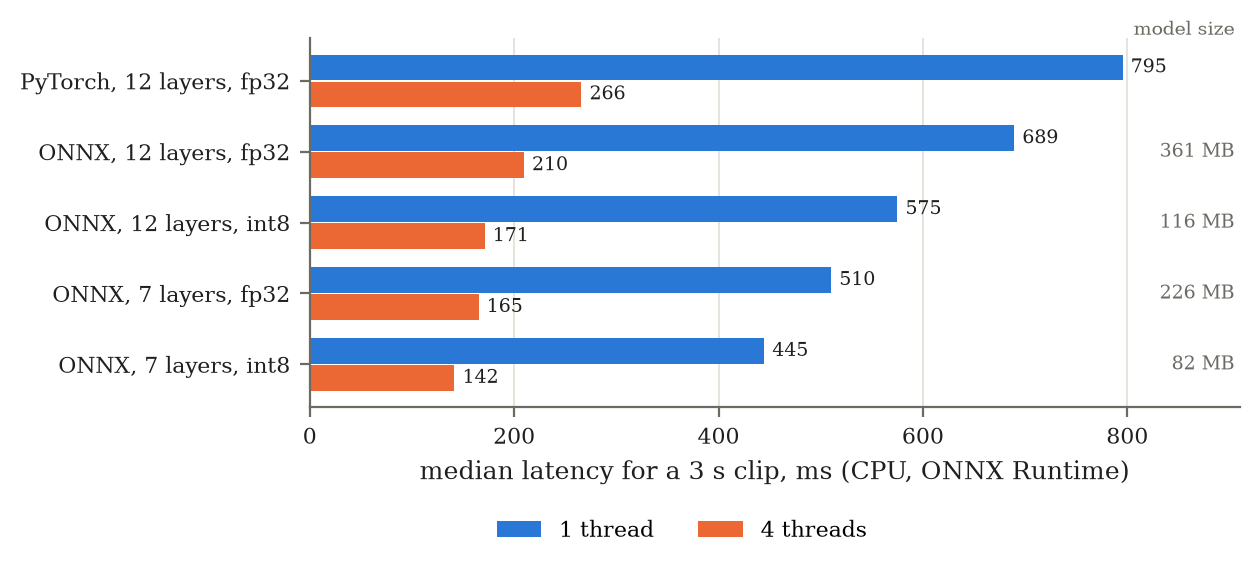 model size
PyTorch, 12 layers, fp32 795
266
ONNX, 12 layers, fp32 689 361 MB
210
ONNX, 12 layers, int8 575 116 MB
171
ONNX, 7 layers, fp32 510 226 MB
165
ONNX, 7 layers, int8 445 82 MB
142
0 200 400 600 800
median latency for a 3 s clip, ms (CPU, ONNX Runtime)
1 thread 4 threads